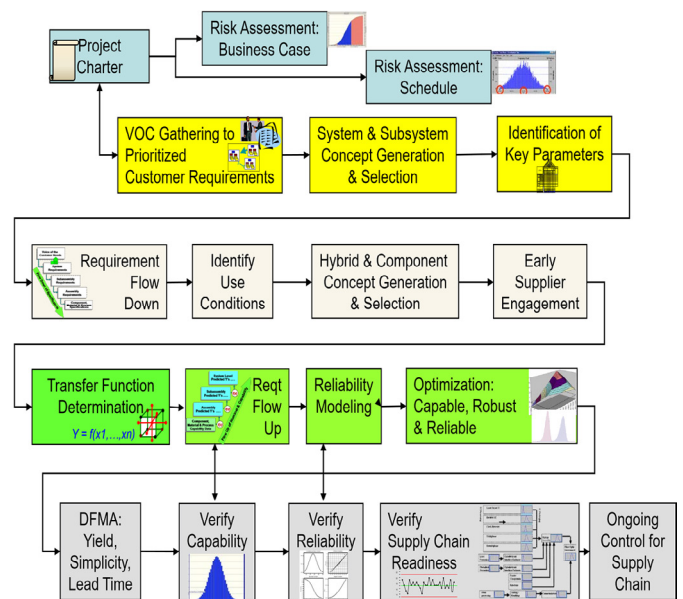 Project
Charter
Risk Assessment:
Business Case
Risk Assessment:
Schedule
VOC Gathering to
Prioritized
Customer Requirements
System & Subsystem
Concept Generation
& Selection
Identification of
Key Parameters
Requirement
Flow
Down
Identify
Use
Conditions
Hybrid & Component
Concept Generation
& Selection
Early
Supplier
Engagement
Transfer Function
Determination
Y = f(x1,...,xn)
Reqt
Flow
Up
Reliability
Modeling
Optimization:
Capable, Robust
& Reliable
DFMA:
Yield,
Simplicity,
Lead Time
Verify
Capability
Verify
Reliability
Verify
Supply Chain
Readiness
Ongoing
Control for
Supply
Chain